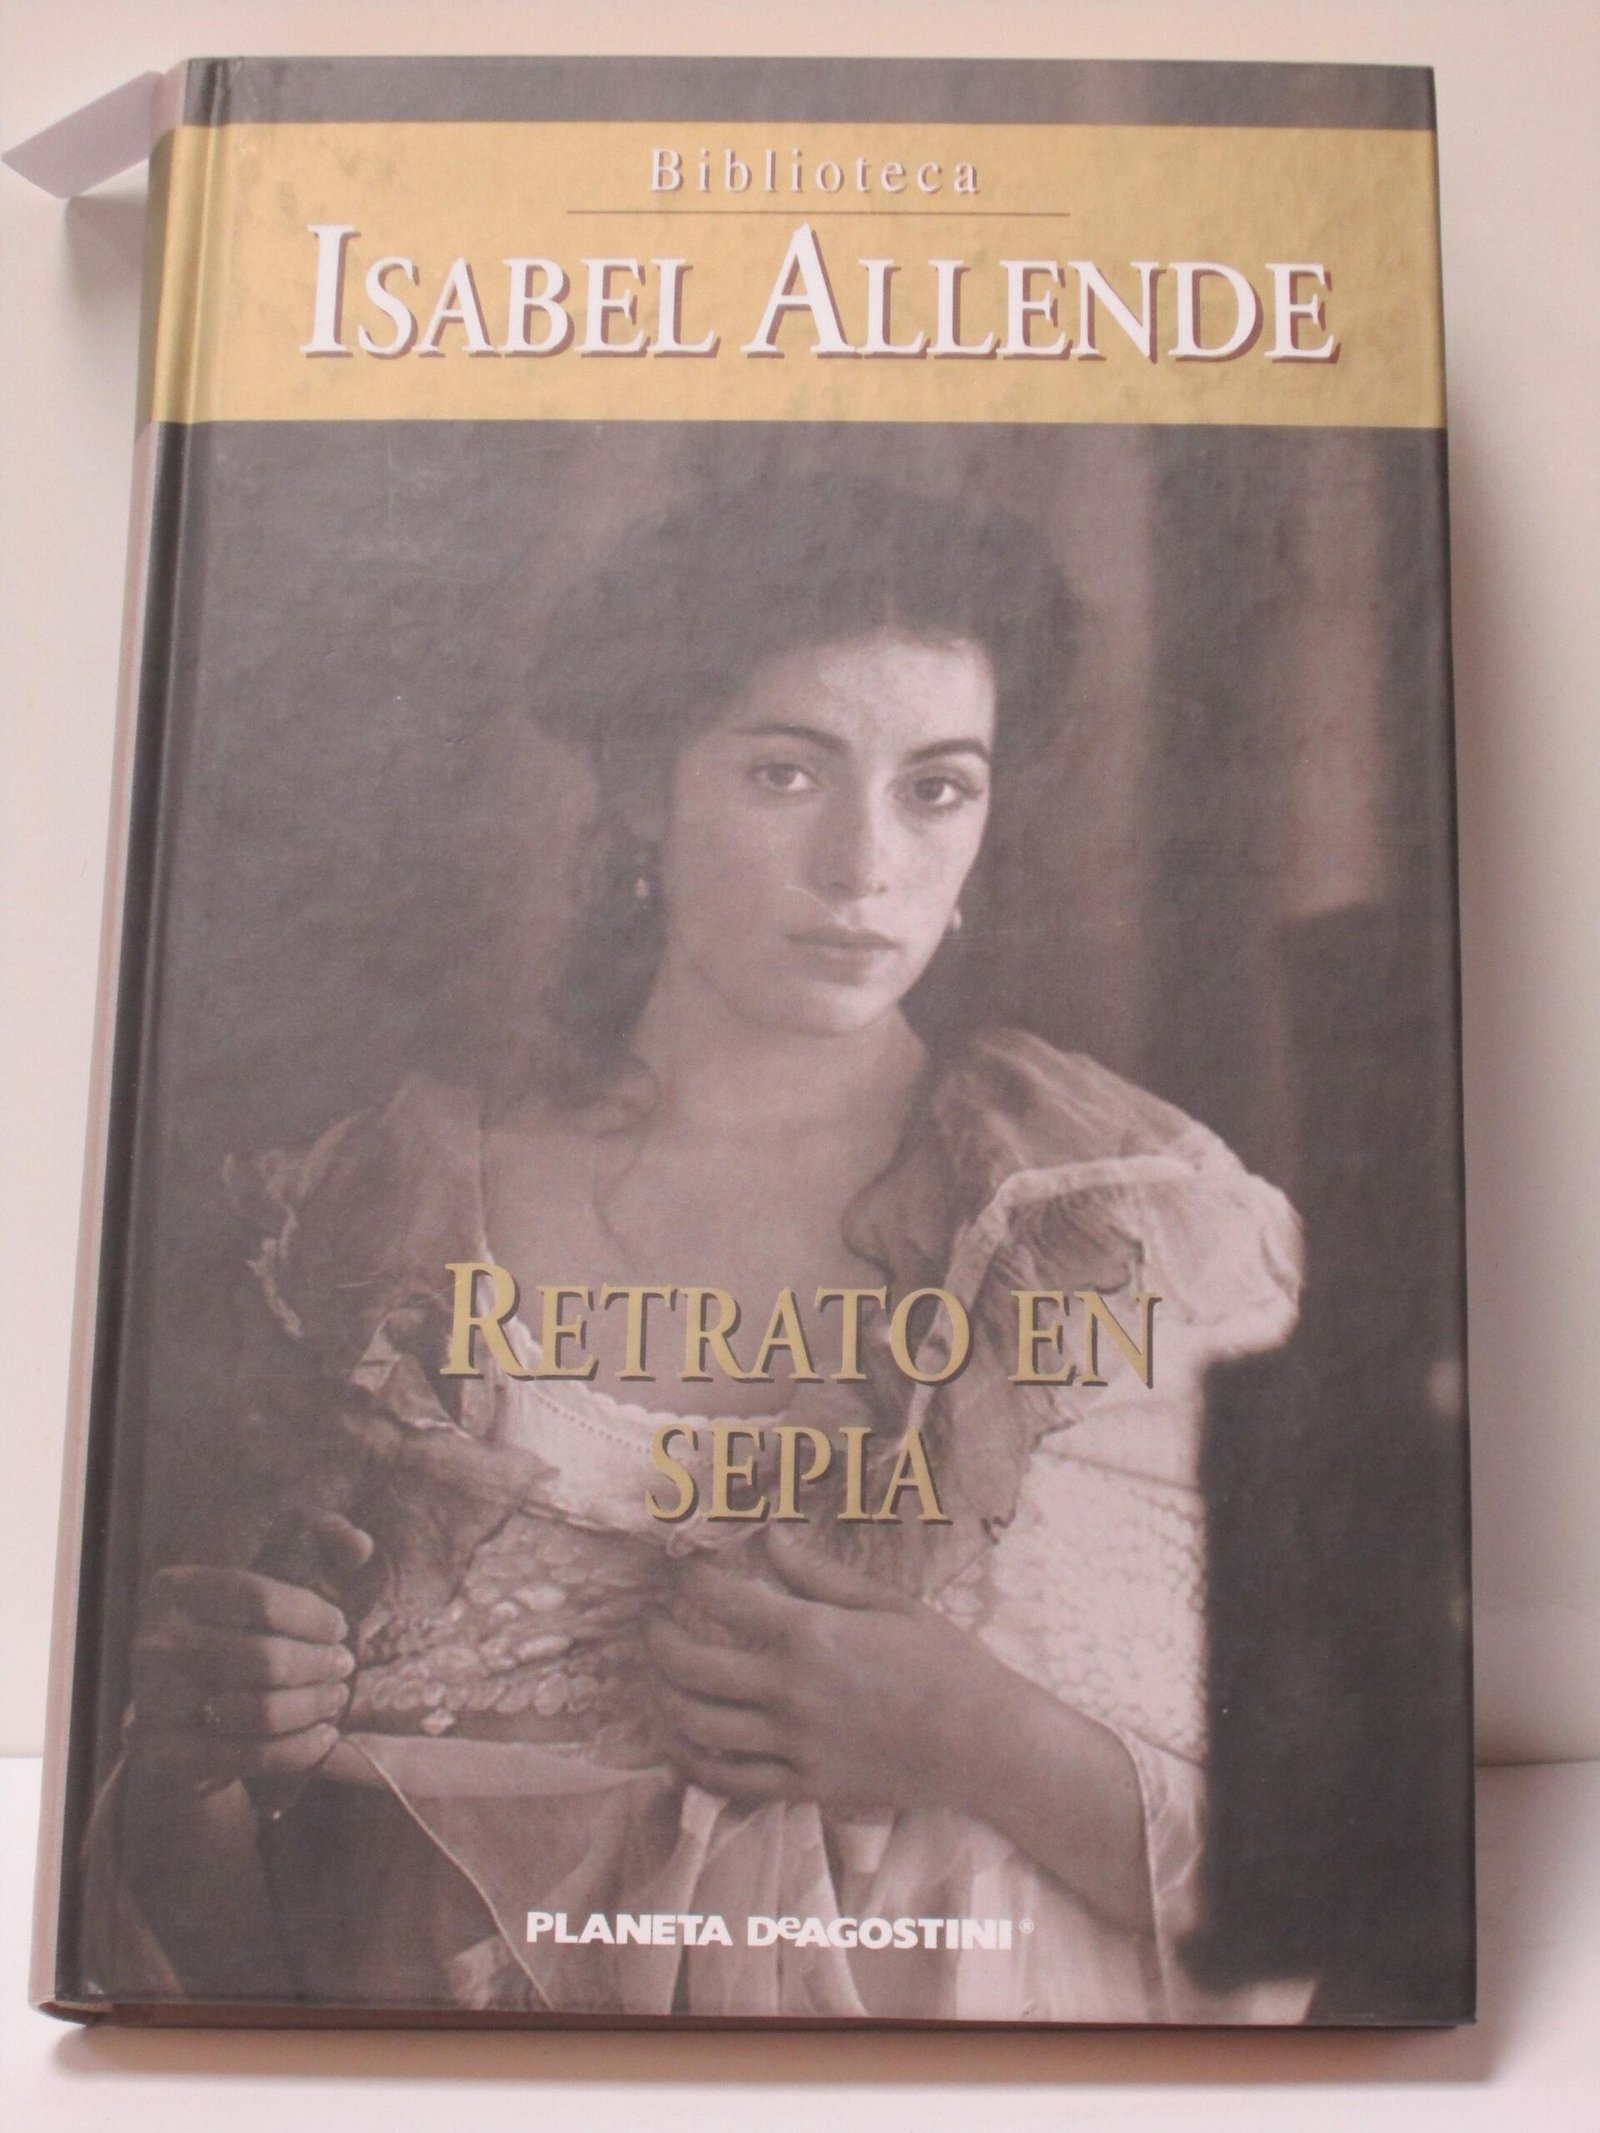 Biblioteca
ISABEL ALLENDE
RETRATO EN
SEPIA
PLANETA DeAGOSTINI®